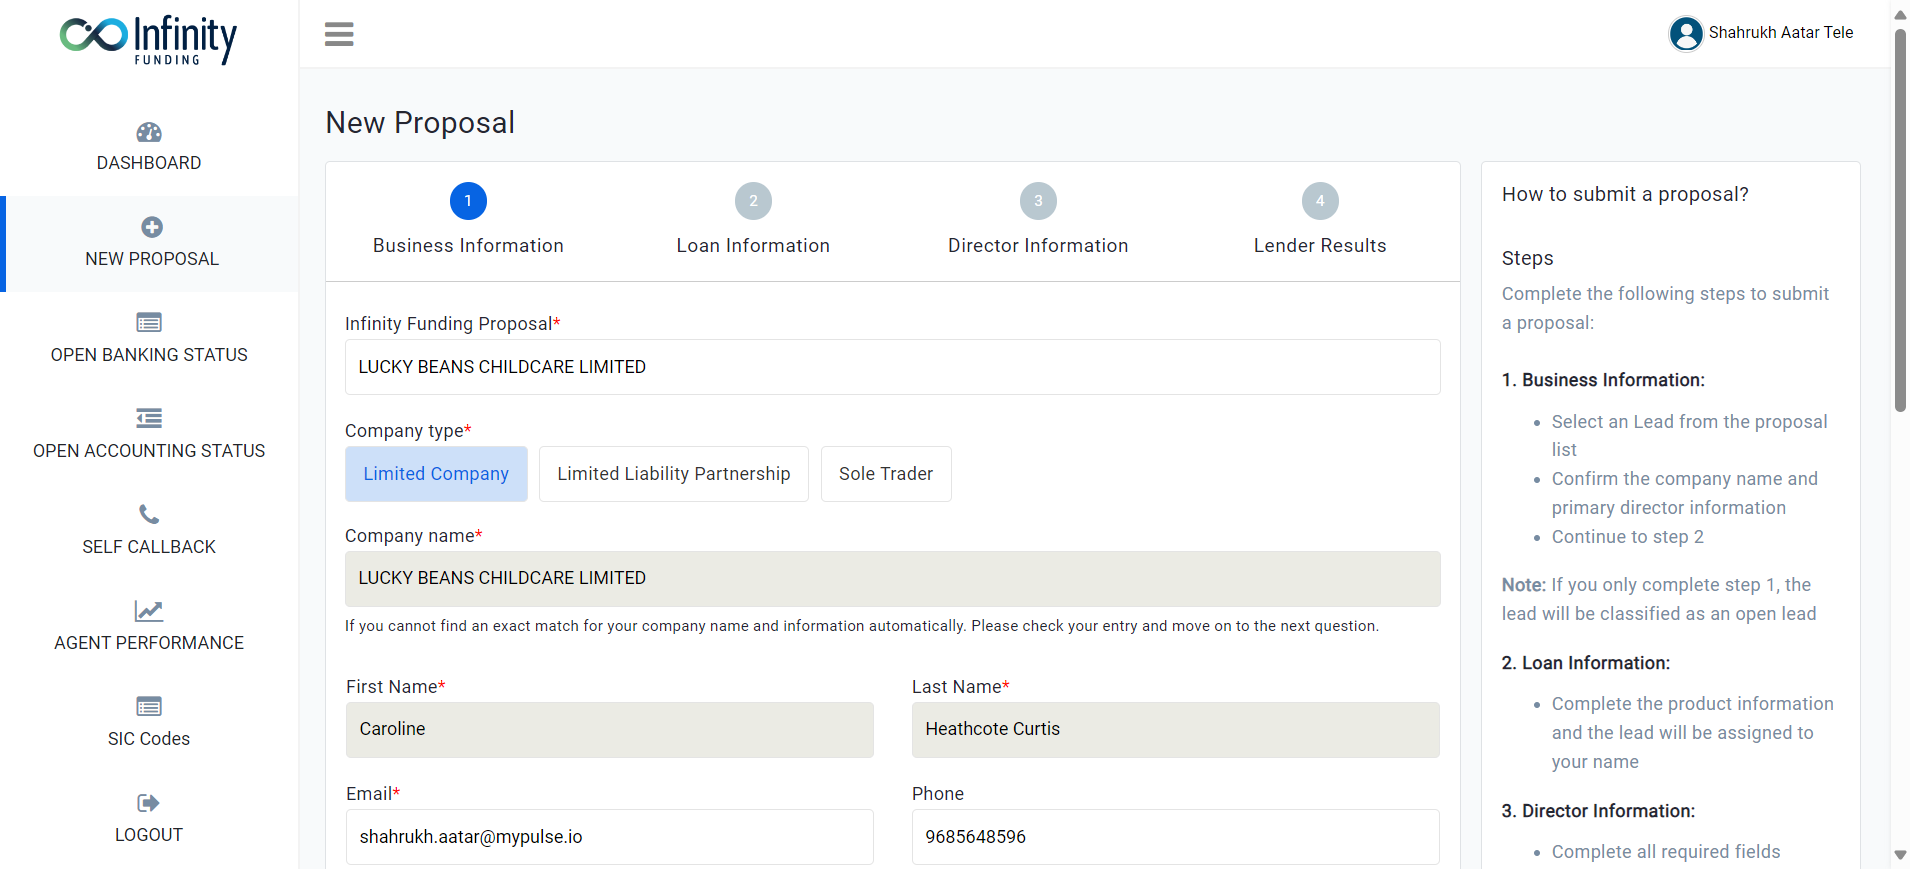 Infinity
FUNDING
Shahrukh Aatar Tele
DASHBOARD
NEW PROPOSAL
OPEN BANKING STATUS
OPEN ACCOUNTING STATUS
SELF CALLBACK
AGENT PERFORMANCE
SIC Codes
LOGOUT
New Proposal
1
2
3
4
Business Information
Loan Information
Director Information
Lender Results
Infinity Funding Proposal*
LUCKY BEANS CHILDCARE LIMITED
Company type*
Limited Company
Limited Liability Partnership
Sole Trader
Company name*
LUCKY BEANS CHILDCARE LIMITED
If you cannot find an exact match for your company name and information automatically. Please check your entry and move on to the next question.
First Name*
Last Name*
Caroline
Heathcote Curtis
Email*
Phone
shahrukh.aatar@mypulse.io
9685648596
How to submit a proposal?
Steps
Complete the following steps to submit
a proposal:
1. Business Information:
• Select an Lead from the proposal
list
• Confirm the company name and
primary director information
• Continue to step 2
Note: If you only complete step 1, the
lead will be classified as an open lead
2. Loan Information:
• Complete the product information
and the lead will be assigned to
your name
3. Director Information:
• Complete all required fields